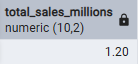 total_sales_millions
numeric (10,2)
1.20